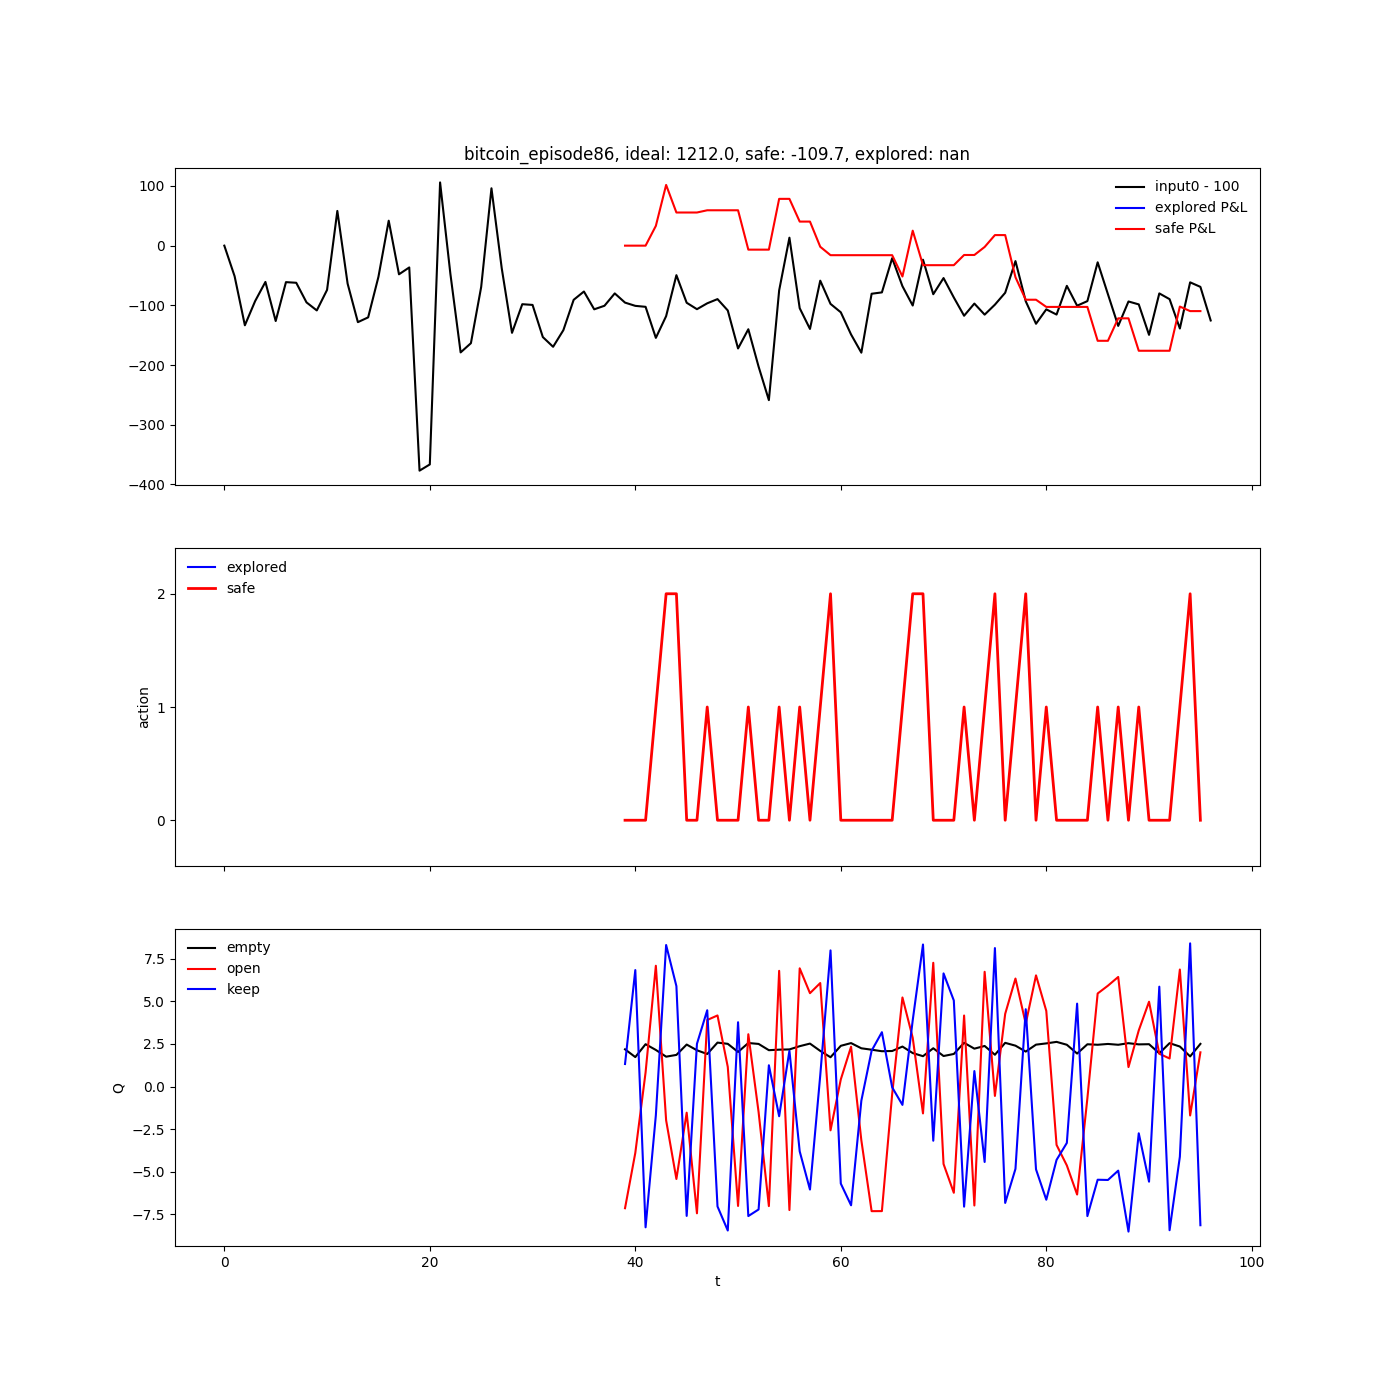 bitcoin_episode86, ideal: 1212.0, safe: -109.7, explored: nan
100
0
−100
−200
−300
−400
input0 - 100
explored P&L
safe P&L
explored
safe
2
1
0
action
empty
open
keep
7.5
5.0
2.5
0.0
−2.5
−5.0
−7.5
Q
0 20 40 60 80 100
t